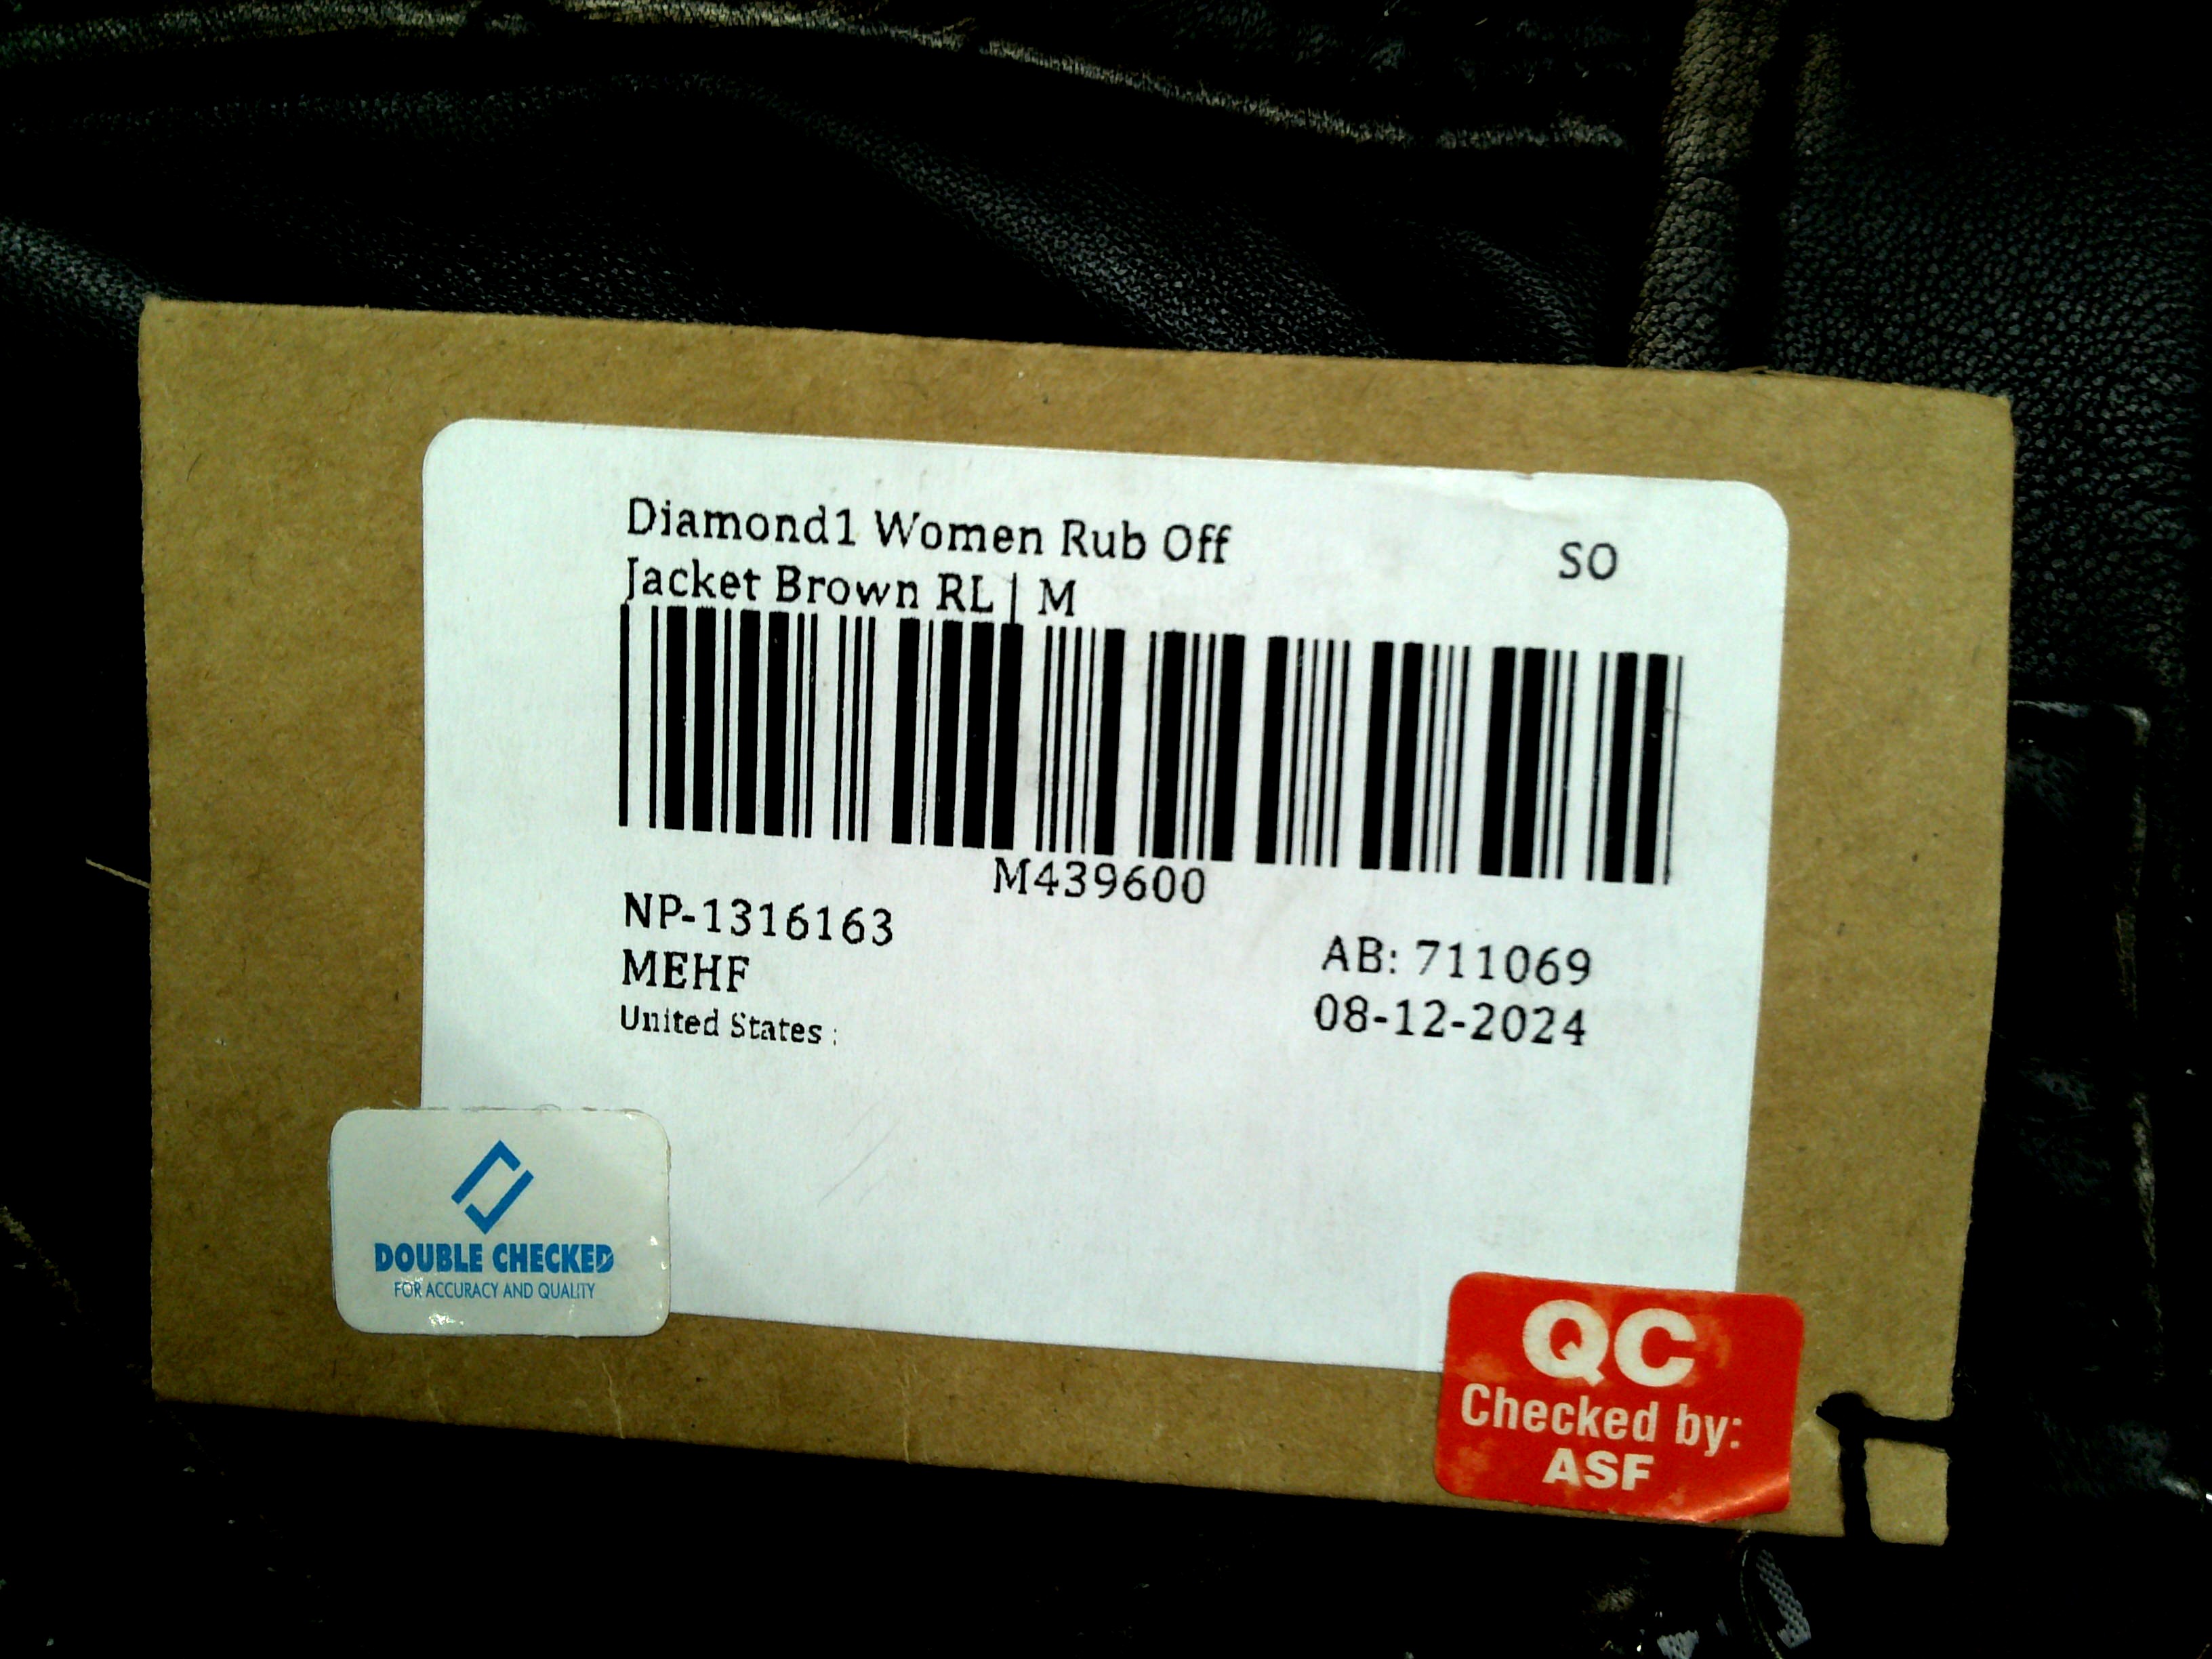 Diamond1 Women Rub Off
Jacket Brown RL | M
SO
M439600
NP-1316163
MEHF
United States :
AB: 711069
08-12-2024
DOUBLE CHECKED
FOR ACCURACY AND QUALITY
QC
Checked by:
ASF